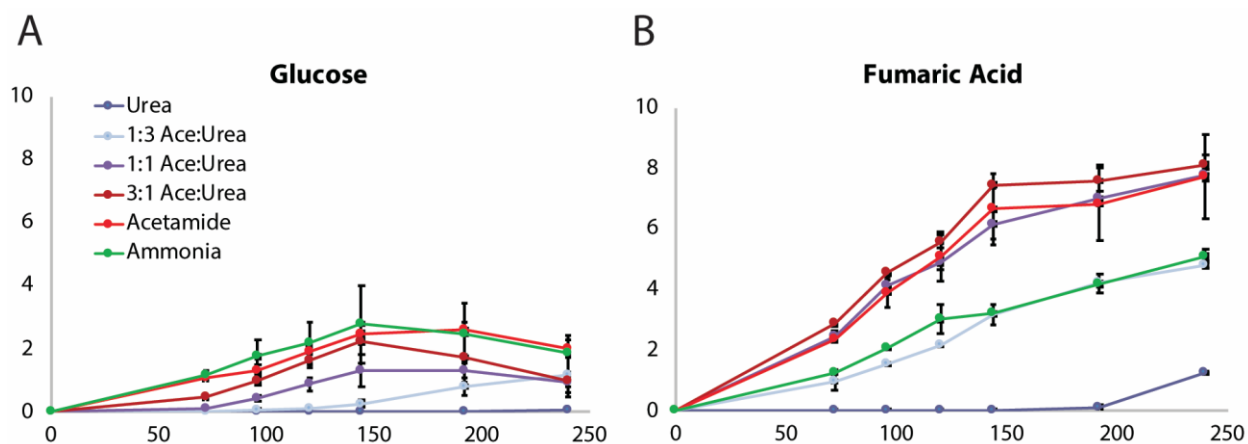 A
B
Glucose
Fumaric Acid
10
8
6
4
2
0
Urea
1:3 Ace:Urea
1:1 Ace:Urea
3:1 Ace:Urea
Acetamide
Ammonia
0 50 100 150 200 250
10
8
6
4
2
0
0 50 100 150 200 250